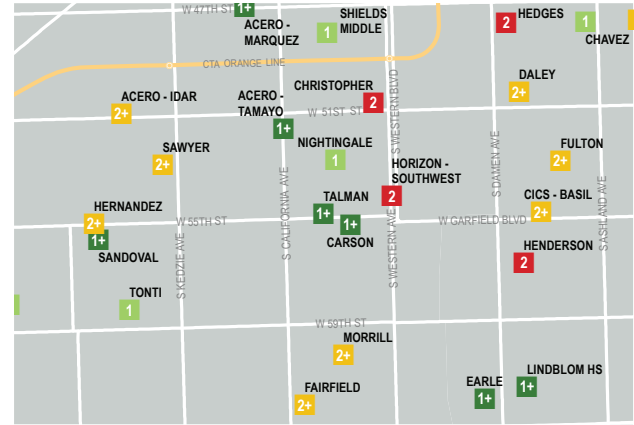 W 47TH ST
1+
ACERO -
MARQUEZ
SHIELDS
MIDDLE
1
2
HEDGES
1
CHAVEZ
CTA ORANGE LINE
ACERO - IDAR
2+
ACERO -
TAMAYO
1+
CHRISTOPHER
2
W 51ST ST
S WESTERN BLVD
DALEY
2+
SAWYER
2+
NIGHTINGALE
1
HORIZON -
SOUTHWEST
2
S DAMEN AVE
FULTON
2+
HERNANDEZ
2+
1+
SANDOVAL
W 55TH ST
S KEDZIE AVE
S CALIFORNIA AVE
TALMAN
1+
1+
CARSON
S WESTERN AVE
W GARFIELD BLVD
CICS - BASIL
2+
S ASHLAND AVE
2
HENDERSON
TONTI
1
W 59TH ST
MORRILL
2+
FAIRFIELD
2+
EARLE
1+
LINDBLOM HS
1+